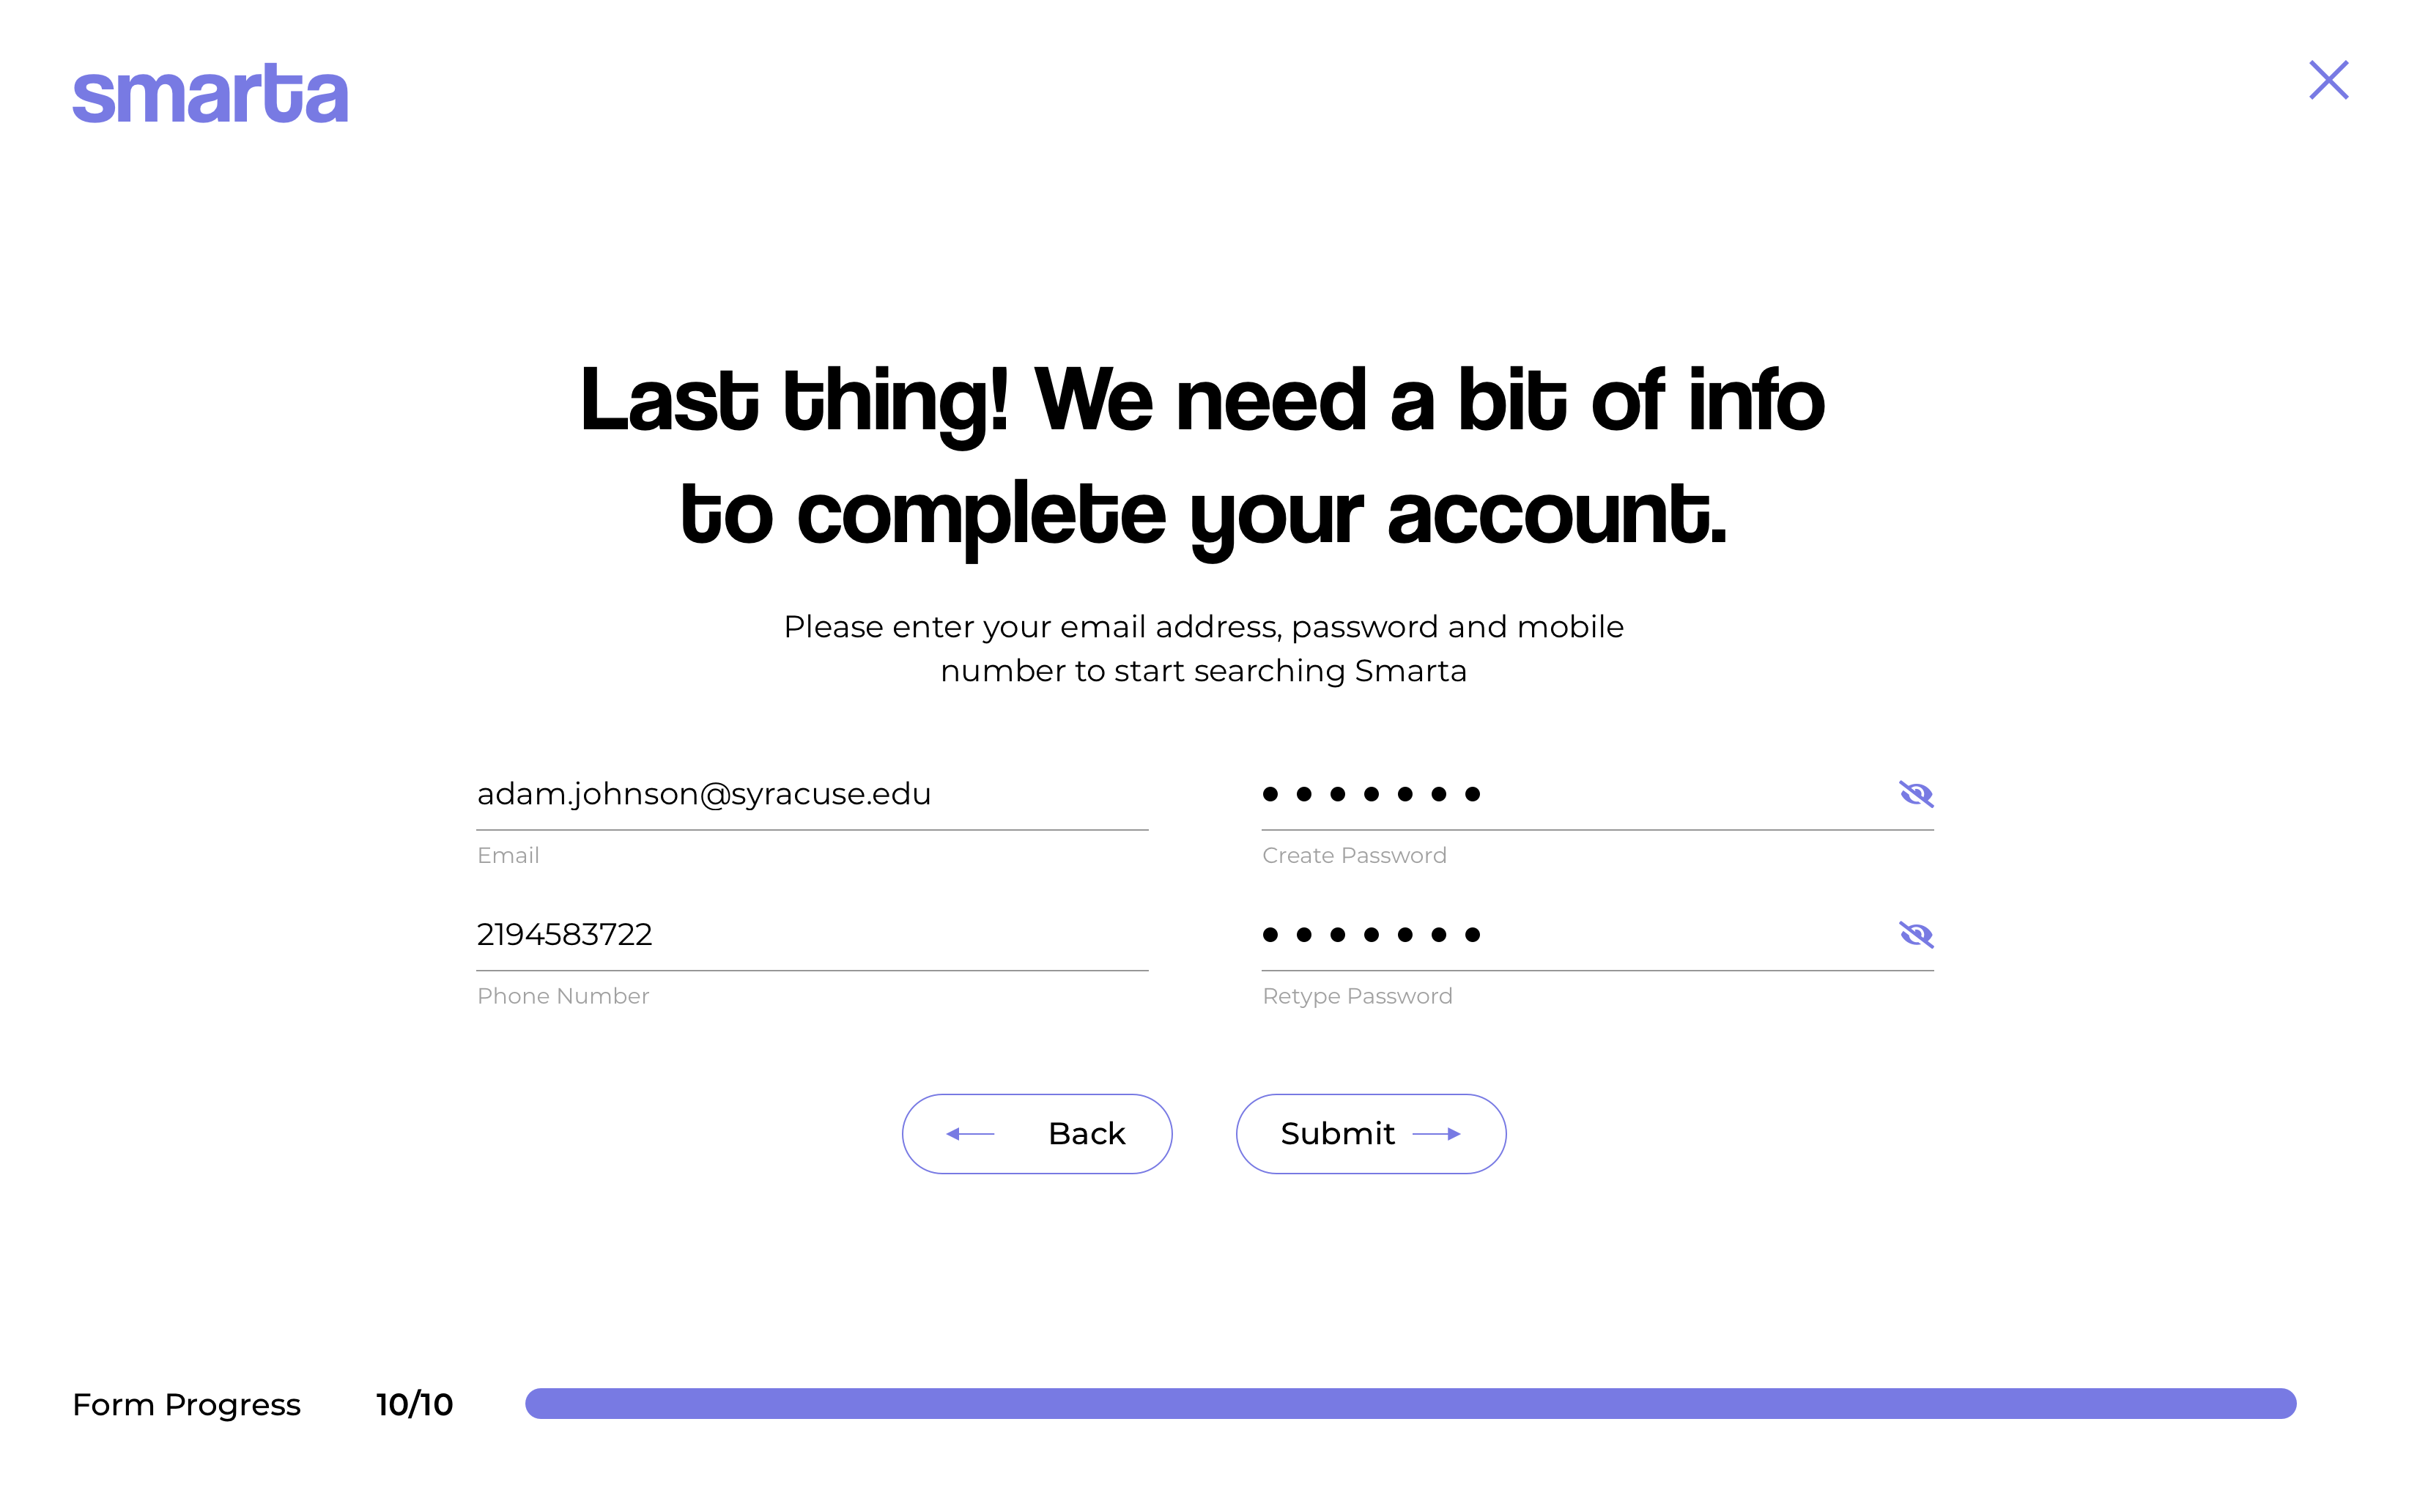 smarta
Last thing! We need a bit of info
to complete your account.
Please enter your email address, password and mobile
number to start searching Smarta
adam.johnson@syracuse.edu
Email
Create Password
2194583722
Phone Number
Retype Password
Back
Submit
Form Progress 10/10